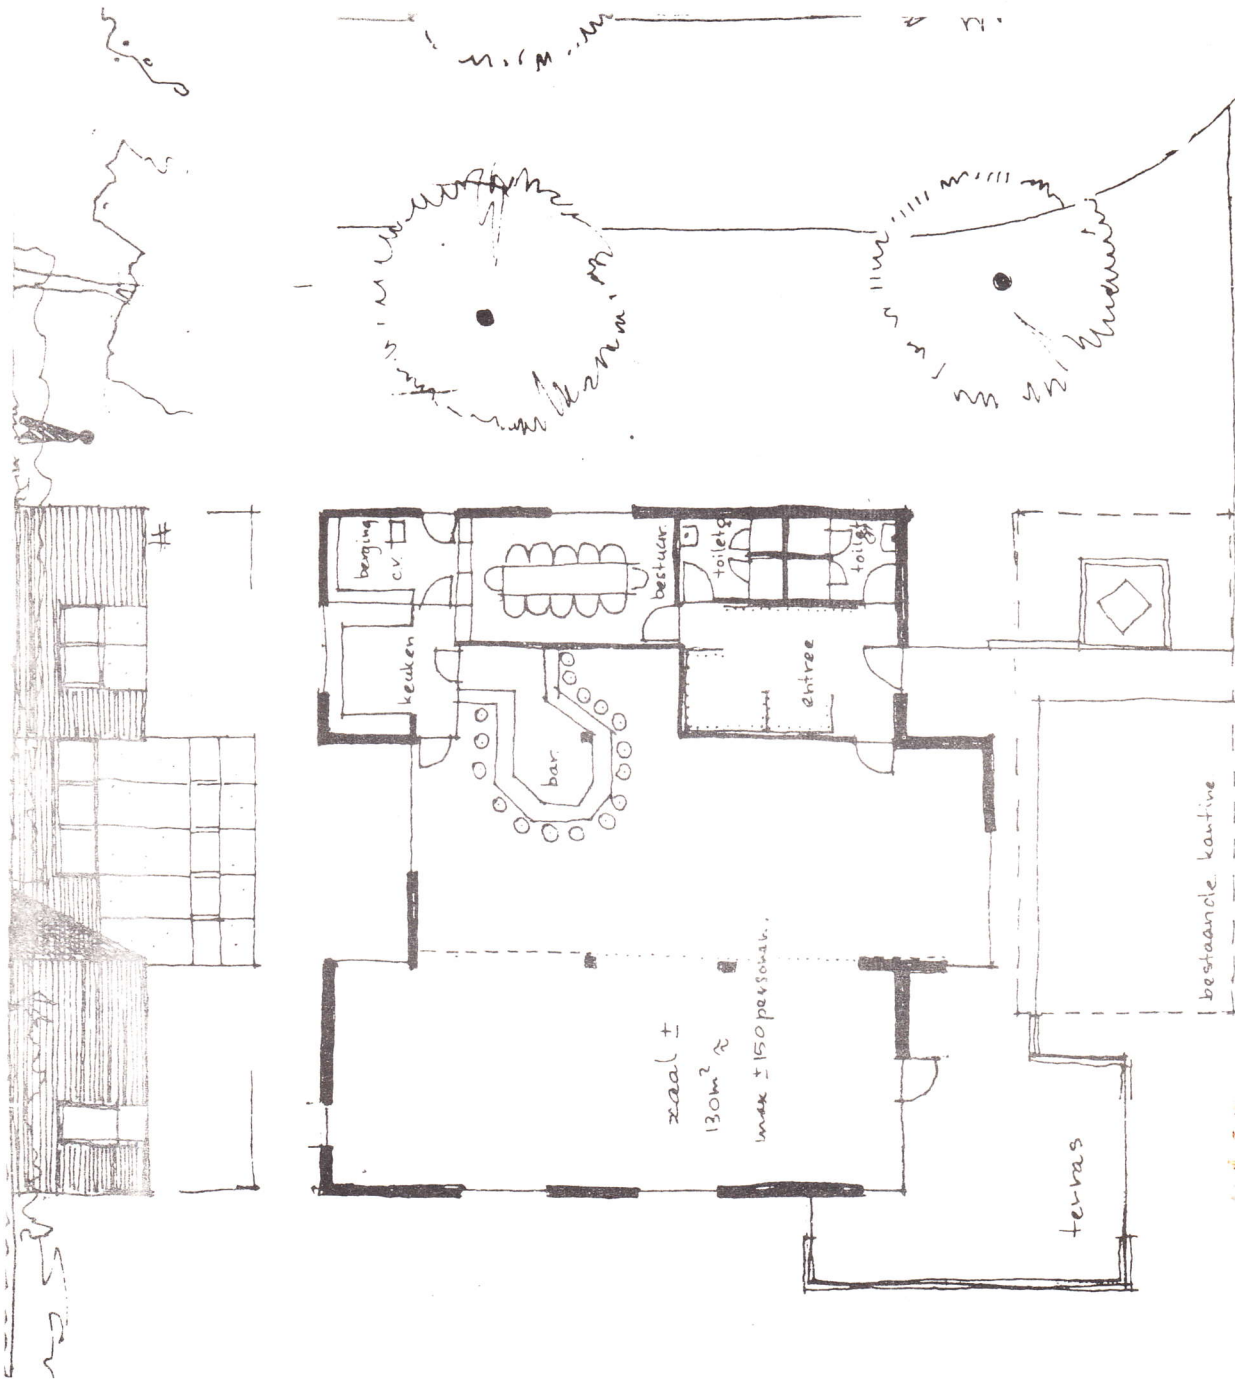 berging
c.v.
keuken
bestuur.
toilet ♀
toilet ♂
entree
bar.
zaal ±
130m² ≈
max ± 150 personen.
terras
bestaande kantine